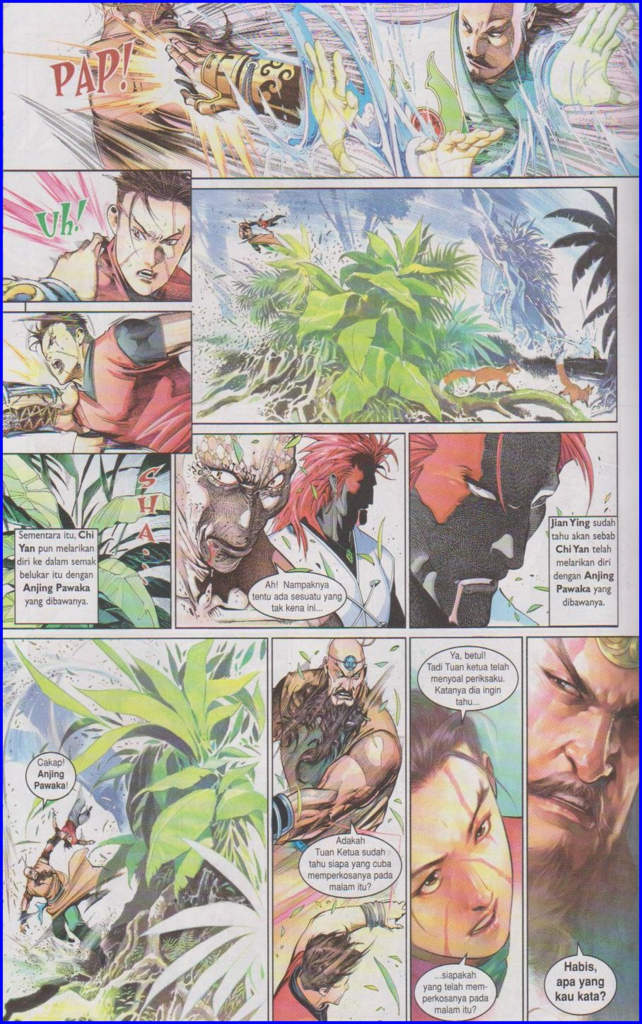 PAP!
Uh!
SHA..
Sementara itu, Chi
Yan pun melarikan
diri ke dalam semak
belukar itu dengan
Anjing Pawaka
yang dibawanya.
Ah! Nampaknya
tentu ada sesuatu yang
tak kena ini...
Jian Ying sudah
tahu akan sebab
Chi Yan telah
melarikan diri
dengan Anjing
Pawaka yang
dibawanya.
Cakap!
Anjing
Pawaka!
Adakah
Tuan Ketua sudah
tahu siapa yang cuba
memperkosanya pada
malam itu?
Ya, betul!
Tadi Tuan ketua telah
menyoal periksaku.
Katanya dia ingin
tahu...
...siapakah
yang telah mem-
perkosanya pada
malam itu?
Habis,
apa yang
kau kata?